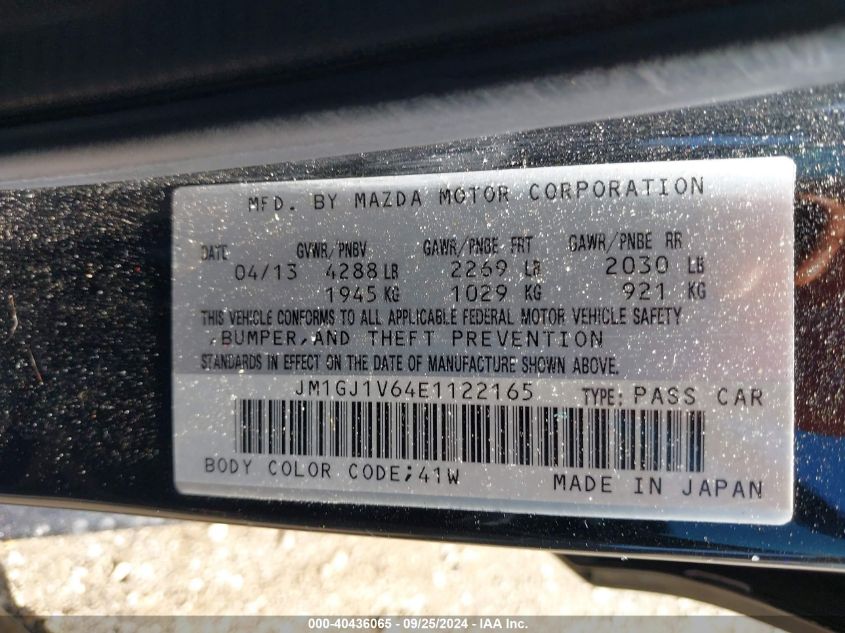 MFD. BY MAZDA MOTOR CORPORATION
DATE GVWR/PNBV GAWR/PNBE FRT GAWR/PNBE RR
04/13 4288 LB 2269 LB 2030 LB
1945 KG 1029 KG 921 KG
THIS VEHICLE CONFORMS TO ALL APPLICABLE FEDERAL MOTOR VEHICLE SAFETY
,BUMPER,AND THEFT PREVENTION
STANDARDS IN EFFECT ON THE DATE OF MANUFACTURE SHOWN ABOVE.
JM1GJ1V64E1122165 TYPE: PASS CAR
BODY COLOR CODE;41W MADE IN JAPAN
000-40436065 - 09/25/2024 - IAA Inc.